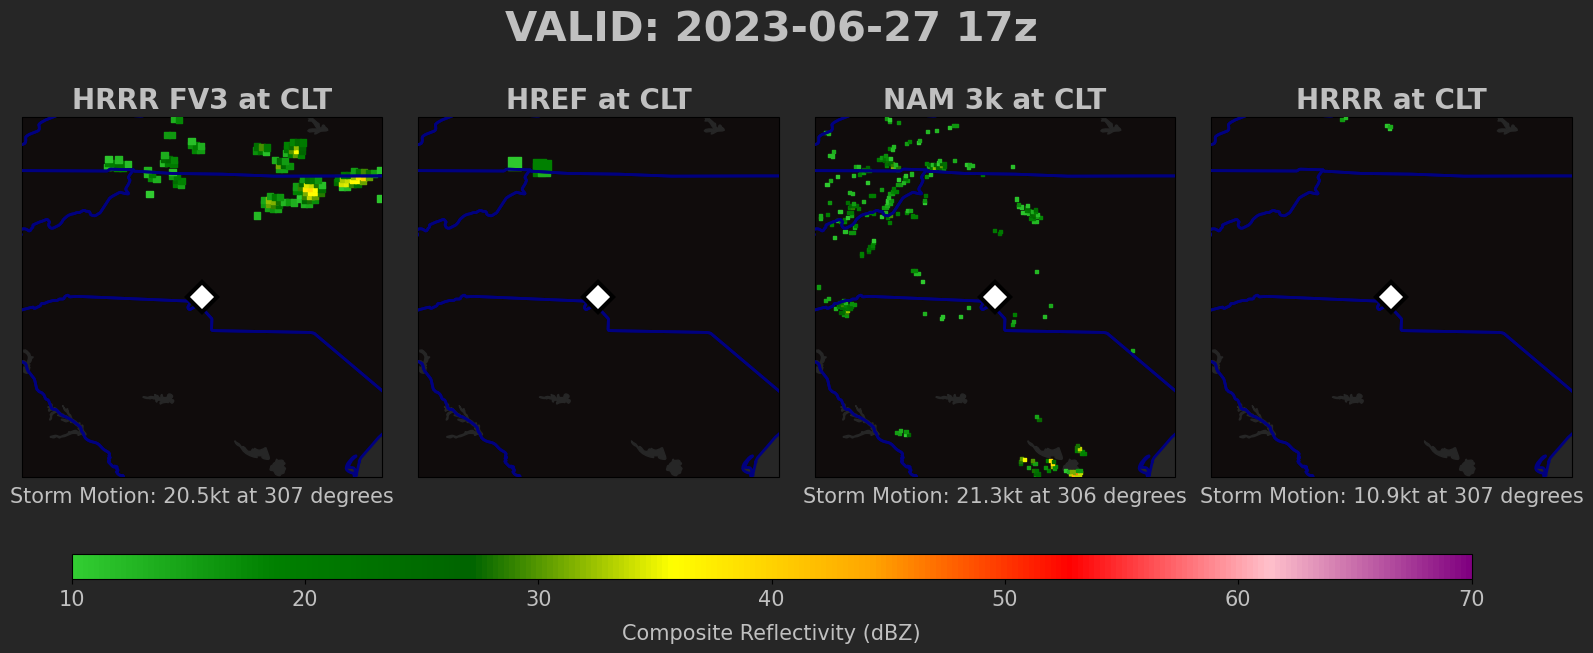 VALID: 2023-06-27 17z
HRRR FV3 at CLT
HREF at CLT
NAM 3k at CLT
HRRR at CLT
Storm Motion: 20.5kt at 307 degrees
Storm Motion: 21.3kt at 306 degrees
Storm Motion: 10.9kt at 307 degrees
10 20 30 40 50 60 70
Composite Reflectivity (dBZ)